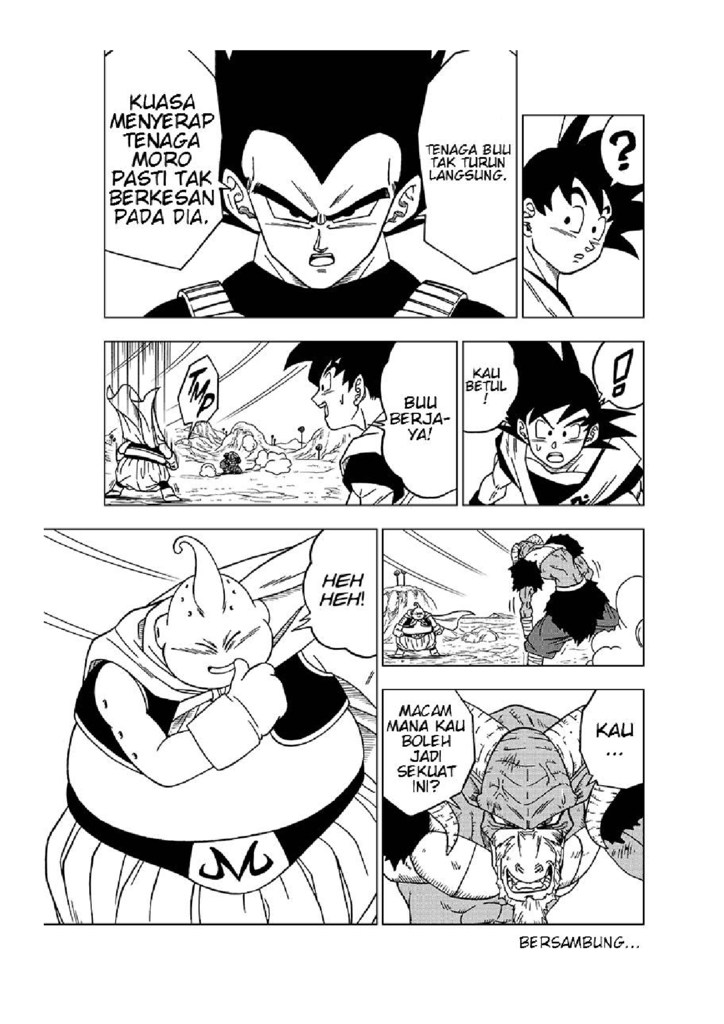 ?
TENAGA BUU
TAK TURUN
LANGSUNG.
KUASA
MENYERAP
TENAGA
MORO
PASTI TAK
BERKESAN
PADA DIA.
!
KAU
BETUL
!
BUU
BERJA-
YA!
TMP
HEH
HEH!
KAU
...
MACAM
MANA KAU
BOLEH
JADI
SEKUAT
INI?
M
BERSAMBUNG...